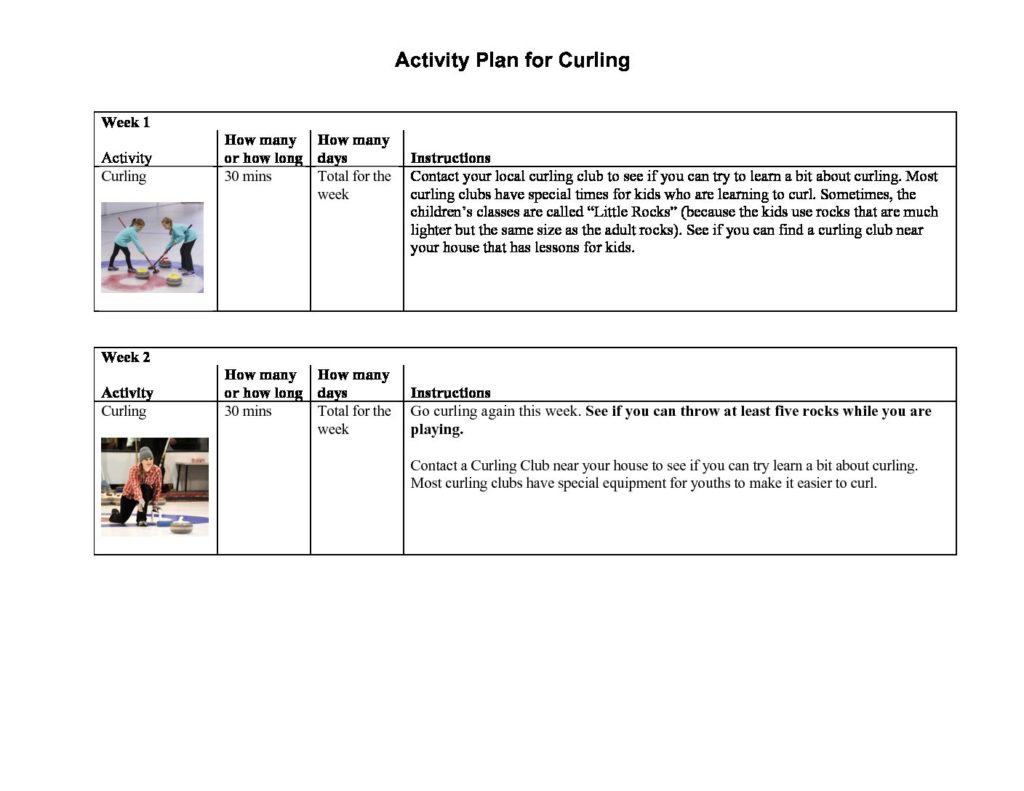 Activity Plan for Curling
Week 1
Activity
How many
or how long
How many
days
Instructions
Curling
30 mins
Total for the
week
Contact your local curling club to see if you can try to learn a bit about curling. Most
curling clubs have special times for kids who are learning to curl. Sometimes, the
children’s classes are called “Little Rocks” (because the kids use rocks that are much
lighter but the same size as the adult rocks). See if you can find a curling club near
your house that has lessons for kids.
Week 2
Activity
How many
or how long
How many
days
Instructions
Curling
30 mins
Total for the
week
Go curling again this week. See if you can throw at least five rocks while you are
playing.
Contact a Curling Club near your house to see if you can try learn a bit about curling.
Most curling clubs have special equipment for youths to make it easier to curl.